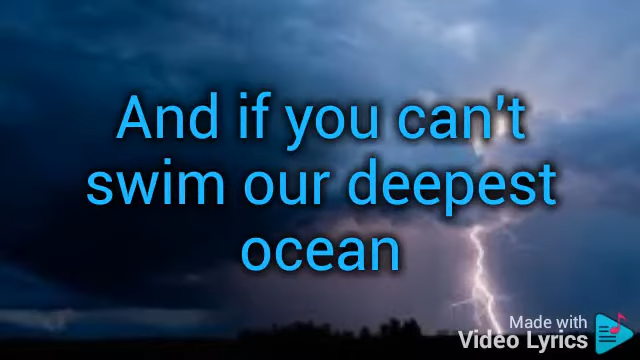 And if you can't
swim our deepest
ocean
Made with
Video Lyrics